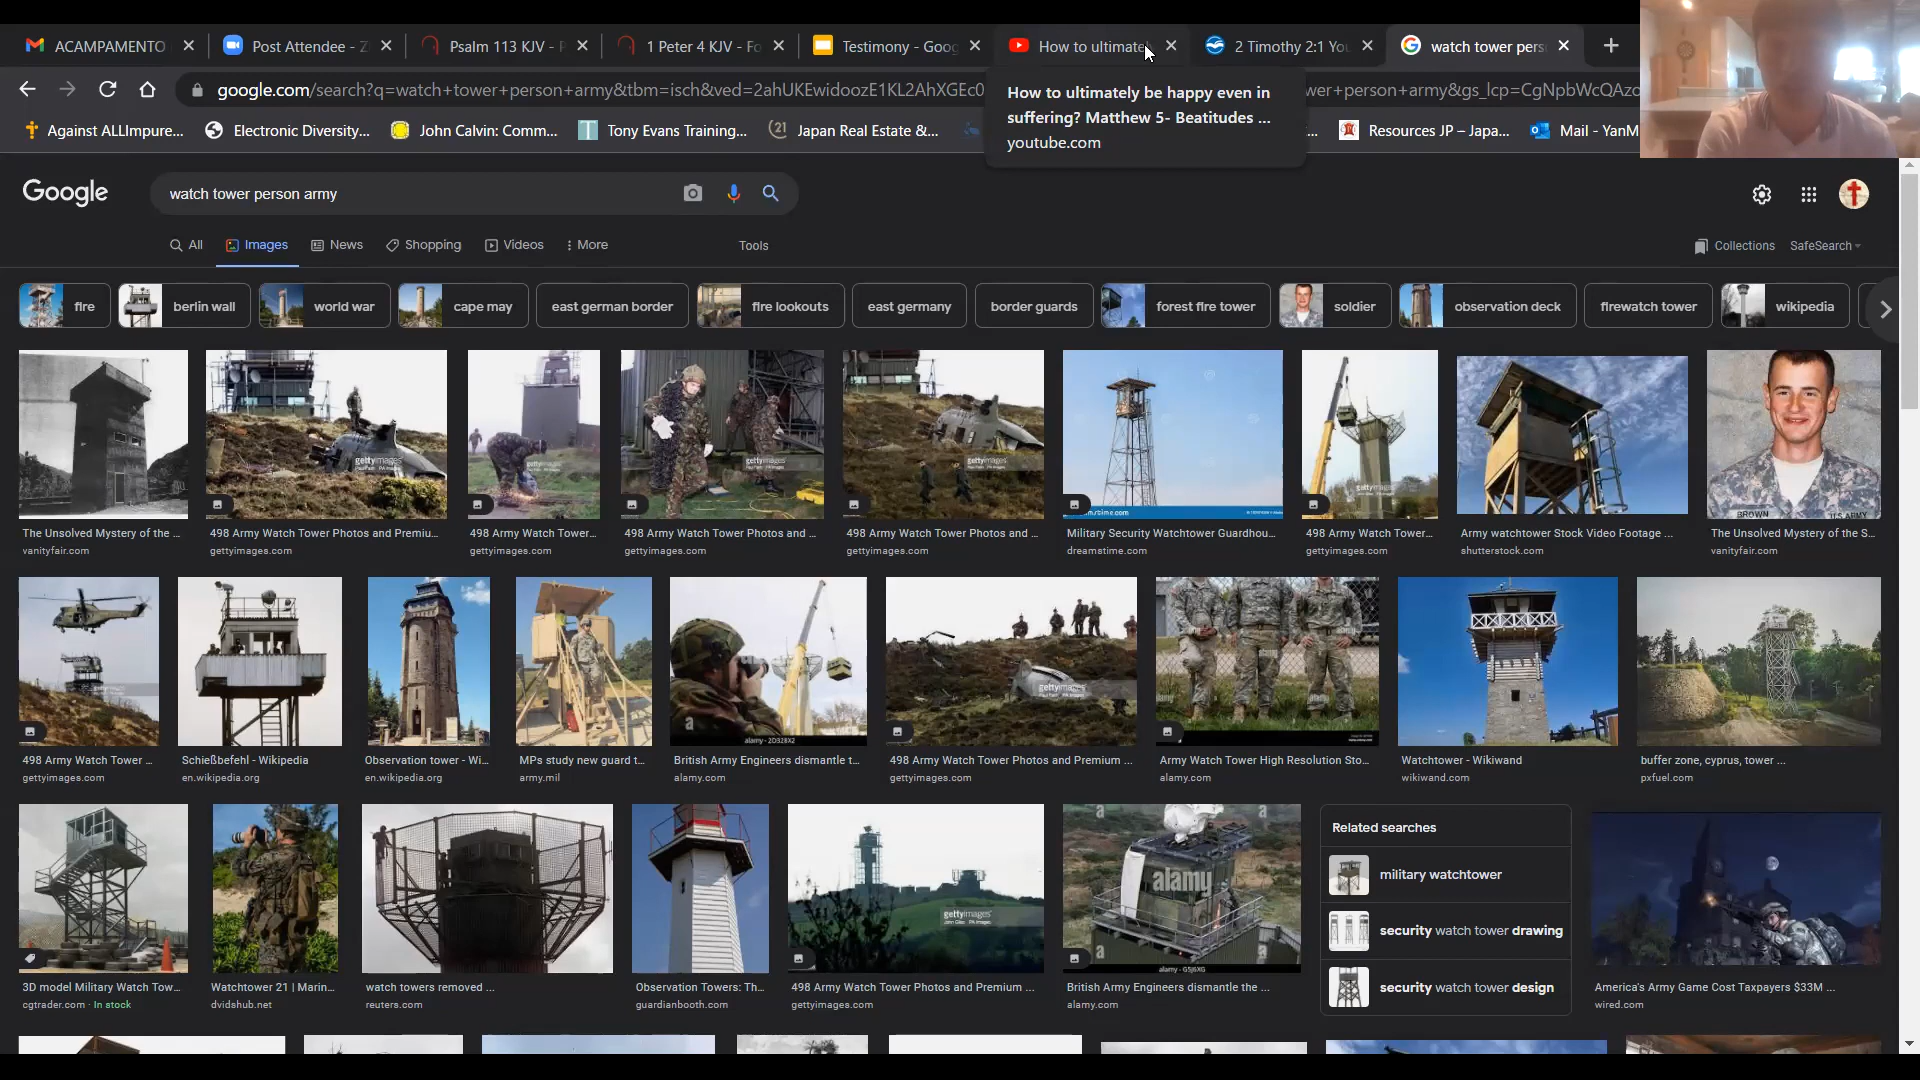 ACAMPAMENTO
Post Attendee - Z
Psalm 113 KJV -
1 Peter 4 KJV - Fo
Testimony - Goog
How to ultimate
2 Timothy 2:1 You
watch tower pers
google.com/search?q=watch+tower+person+army&tbm=isch&ved=2ahUKEwidoozE1KL2AhXGEc0
wer+person+army&gs_lcp=CgNpbWcQAzo
How to ultimately be happy even in
suffering? Matthew 5- Beatitudes ...
youtube.com
Against ALLImpure...
Electronic Diversity...
John Calvin: Comm...
Tony Evans Training...
Japan Real Estate &...
Resources JP – Japa...
Mail - YanM
Google
watch tower person army
All
Images
News
Shopping
Videos
More
Tools
Collections
SafeSearch
fire
berlin wall
world war
cape may
east german border
fire lookouts
east germany
border guards
forest fire tower
soldier
observation deck
firewatch tower
wikipedia
The Unsolved Mystery of the ...
vanityfair.com
498 Army Watch Tower Photos and Premiu...
gettyimages.com
498 Army Watch Tower...
gettyimages.com
498 Army Watch Tower Photos and ...
gettyimages.com
498 Army Watch Tower Photos and ...
gettyimages.com
Military Security Watchtower Guardhou...
dreamtime.com
498 Army Watch Tower...
gettyimages.com
Army watchtower Stock Video Footage ...
shutterstock.com
BROWN
U.S. ARMY
The Unsolved Mystery of the S...
vanityfair.com
498 Army Watch Tower ...
gettyimages.com
Schießbefehl - Wikipedia
en.wikipedia.org
Observation tower - Wi...
en.wikipedia.org
MPs study new guard t...
army.mil
alamy - 2D328X2
British Army Engineers dismantle t...
alamy.com
498 Army Watch Tower Photos and Premium ...
gettyimages.com
Army Watch Tower High Resolution Sto...
alamy.com
Watchtower - Wikiwand
wikiwand.com
buffer zone, cyprus, tower ...
pxfuel.com
3D model Military Watch Tow...
cgtrader.com · In stock
Watchtower 21 | Marin...
dvidshub.net
watch towers removed ...
reuters.com
Observation Towers: Th...
guardianbooth.com
498 Army Watch Tower Photos and Premium ...
gettyimages.com
alamy
alamy - G5J6XG
British Army Engineers dismantle the ...
alamy.com
Related searches
military watchtower
security watch tower drawing
security watch tower design
America's Army Game Cost Taxpayers $33M ...
wired.com